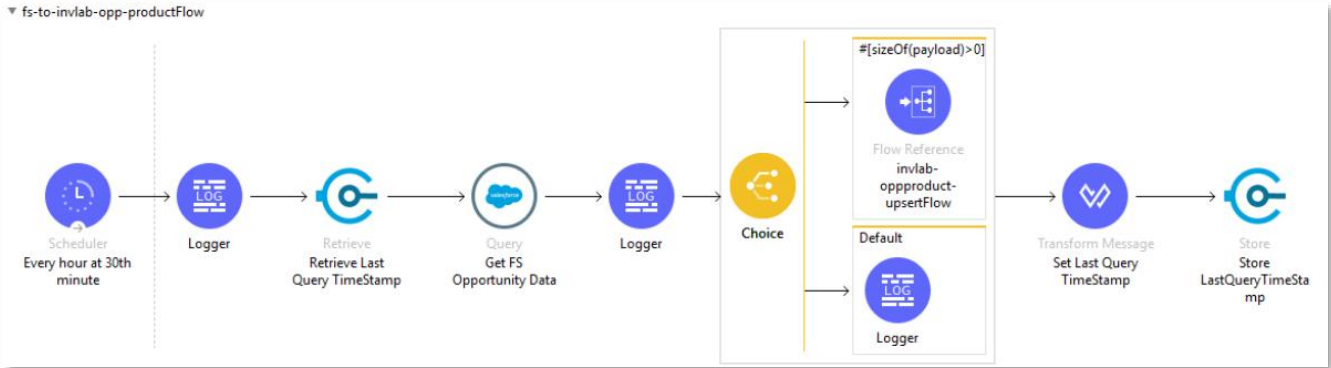 fs-to-invlab-opp-productFlow
Scheduler
Every hour at 30th
minute
LOG
Logger
Retrieve
Retrieve Last
Query TimeStamp
salesforce
Query
Get FS
Opportunity Data
LOG
Logger
Choice
#[sizeOf(payload)>0]
Flow Reference
invlab-
oppproduct-
upsertFlow
Default
LOG
Logger
Transform Message
Set Last Query
TimeStamp
Store
Store
LastQueryTimeSta
mp